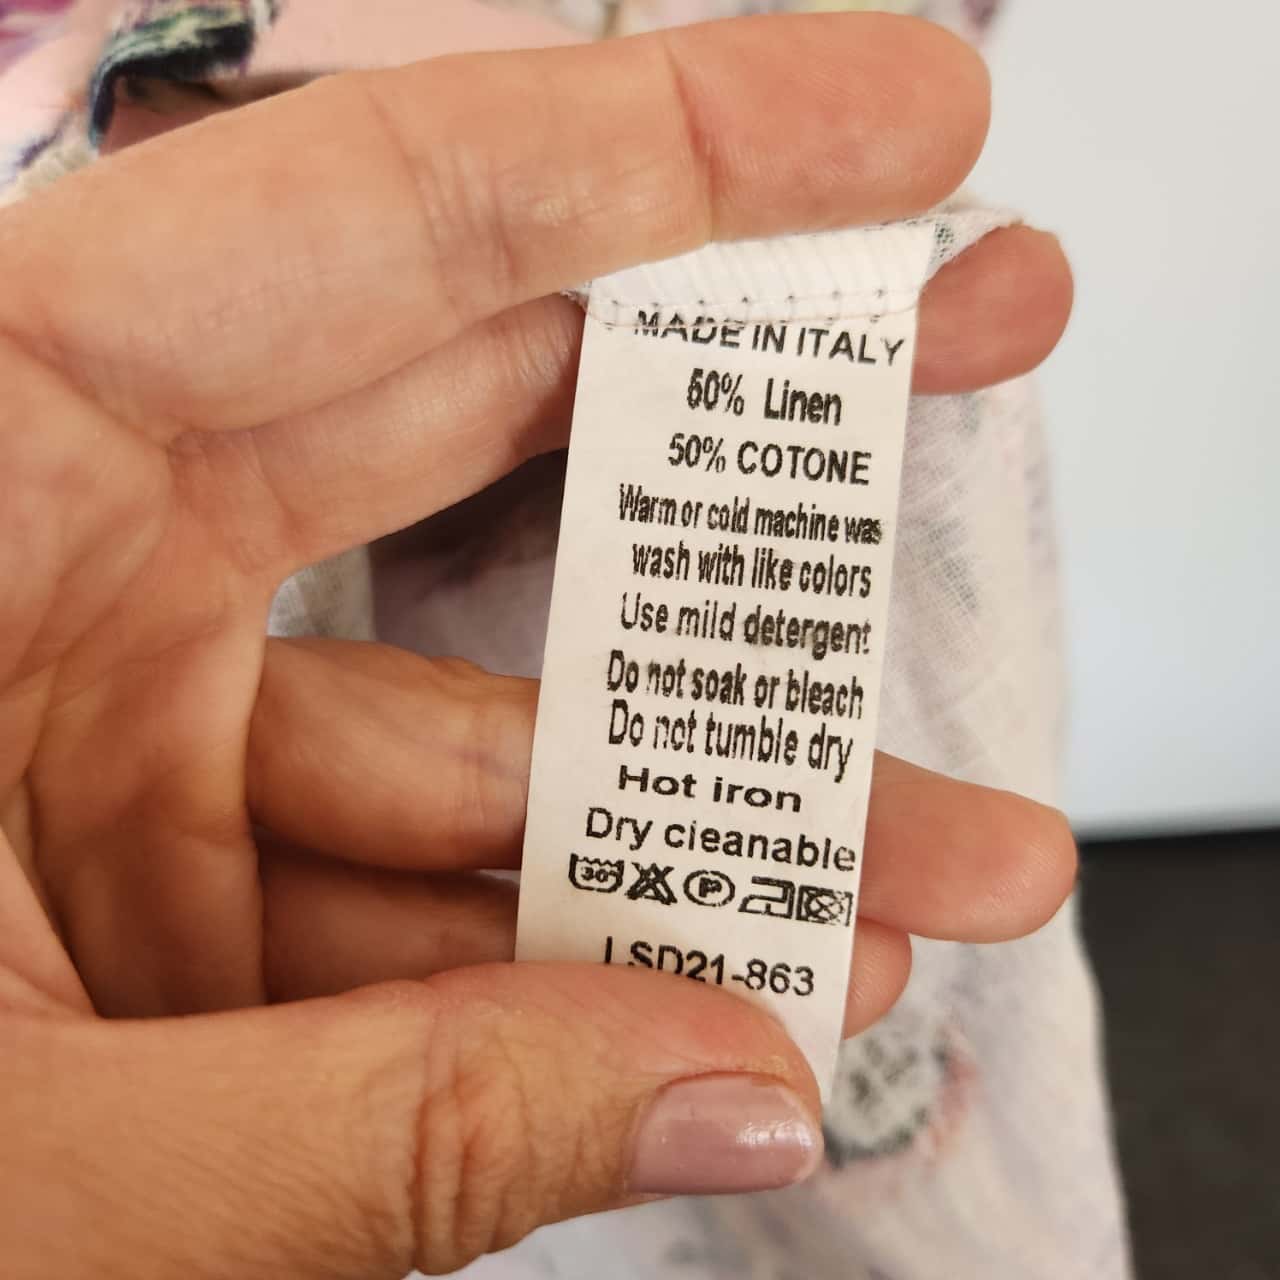 MADE IN ITALY
50% Linen
50% COTONE
Warm or cold machine was
wash with like colors
Use mild detergent
Do not soak or bleach
Do not tumble dry
Hot iron
Dry cleanable
30° P
LSD21-863